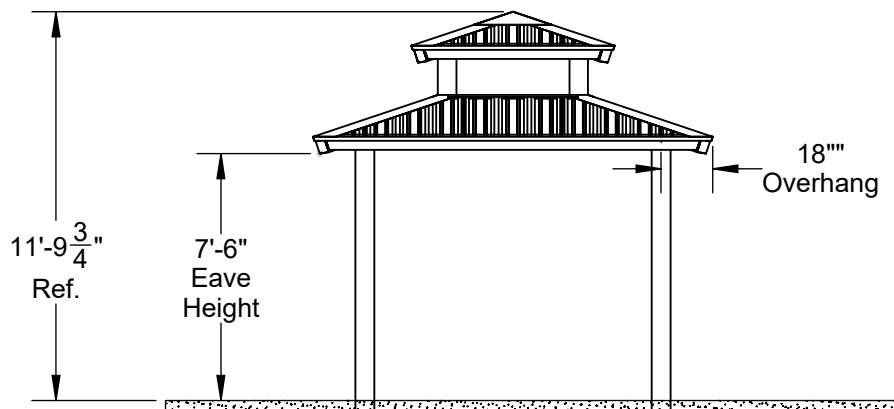 11'-9 3/4"
Ref.
7'-6"
Eave
Height
18""
Overhang